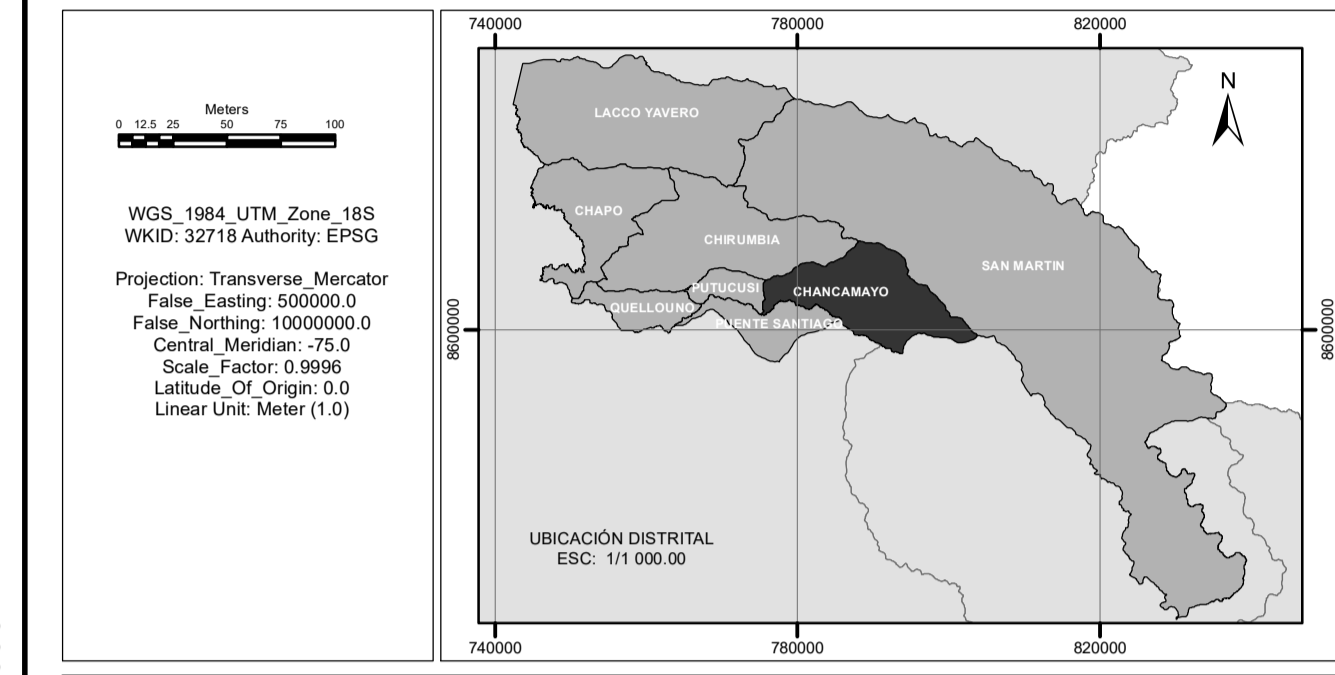 Meters
0 12.5 25 50 75 100
WGS_1984_UTM_Zone_18S
WKID: 32718 Authority: EPSG
Projection: Transverse_Mercator
False_Easting: 500000.0
False_Northing: 10000000.0
Central_Meridian: -75.0
Scale_Factor: 0.9996
Latitude_Of_Origin: 0.0
Linear Unit: Meter (1.0)
740000 780000 820000
N
LACCO YAVERO
CHAPO
CHIRUMBIA
SAN MARTIN
PUTUCUSI
CHANCAMAYO
QUELLOUNO
PUENTE SANTIAGO
8600000 8600000
UBICACIÓN DISTRITAL
ESC: 1/1 000.00
740000 780000 820000